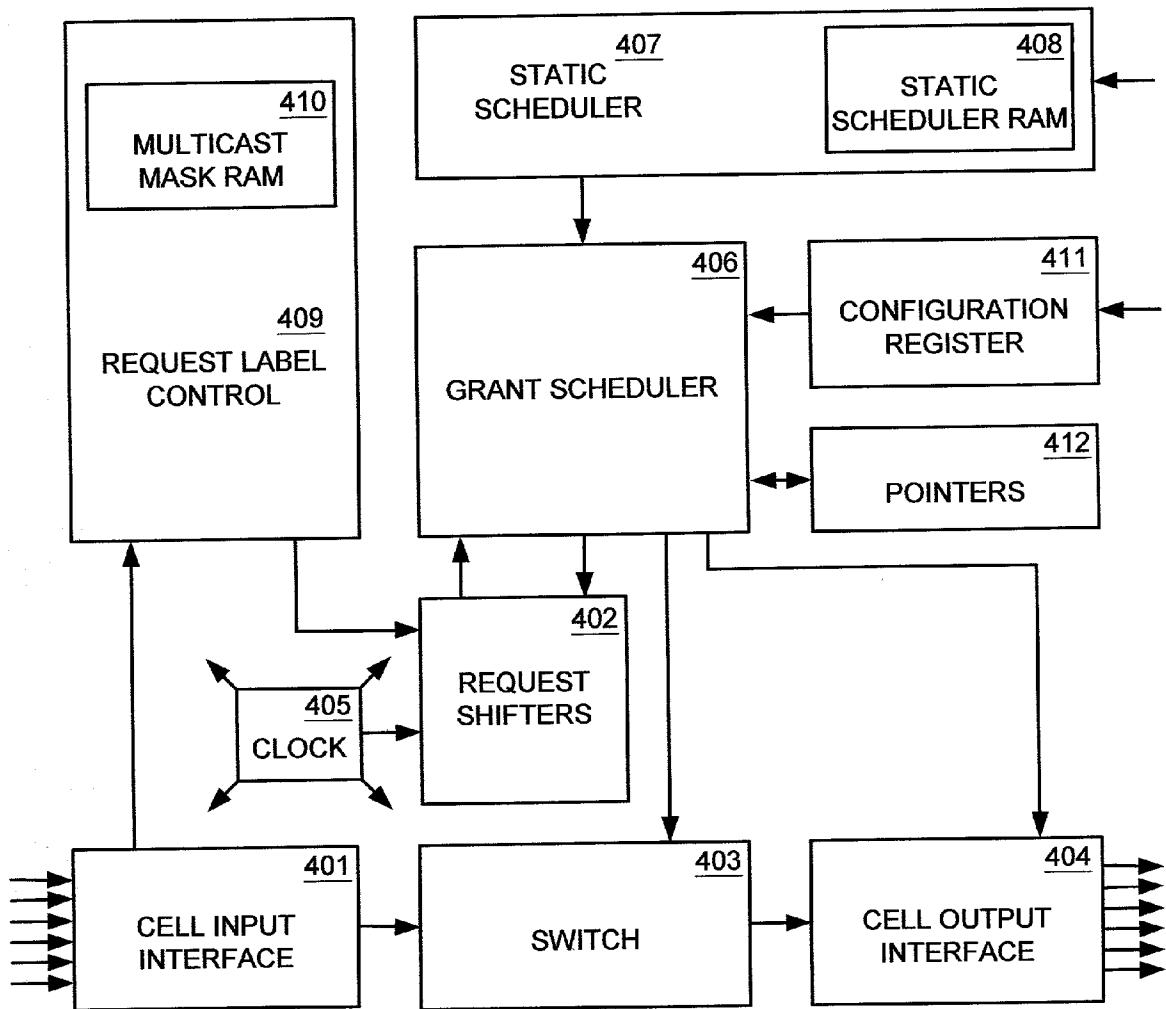 410
MULTICAST
MASK RAM
409
REQUEST LABEL
CONTROL
407
STATIC
SCHEDULER
408
STATIC
SCHEDULER RAM
406
GRANT SCHEDULER
411
CONFIGURATION
REGISTER
412
POINTERS
402
REQUEST
SHIFTERS
405
CLOCK
401
CELL INPUT
INTERFACE
403
SWITCH
404
CELL OUTPUT
INTERFACE